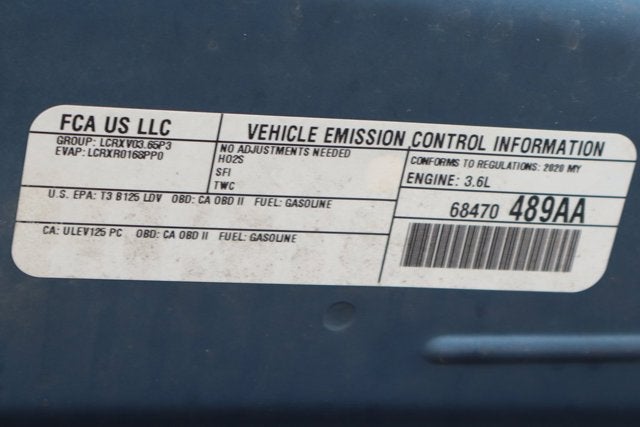 FCA US LLC
GROUP: LCRXV03.65P3
EVAP: LCRXR0168PP0
VEHICLE EMISSION CONTROL INFORMATION
NO ADJUSTMENTS NEEDED
HO2S
SFI
TWC
CONFORMS TO REGULATIONS: 2020 MY
ENGINE: 3.6L
U.S. EPA: T3 B125 LDV OBD: CA OBD II FUEL: GASOLINE
68470 489AA
CA: ULEV125 PC OBD: CA OBD II FUEL: GASOLINE